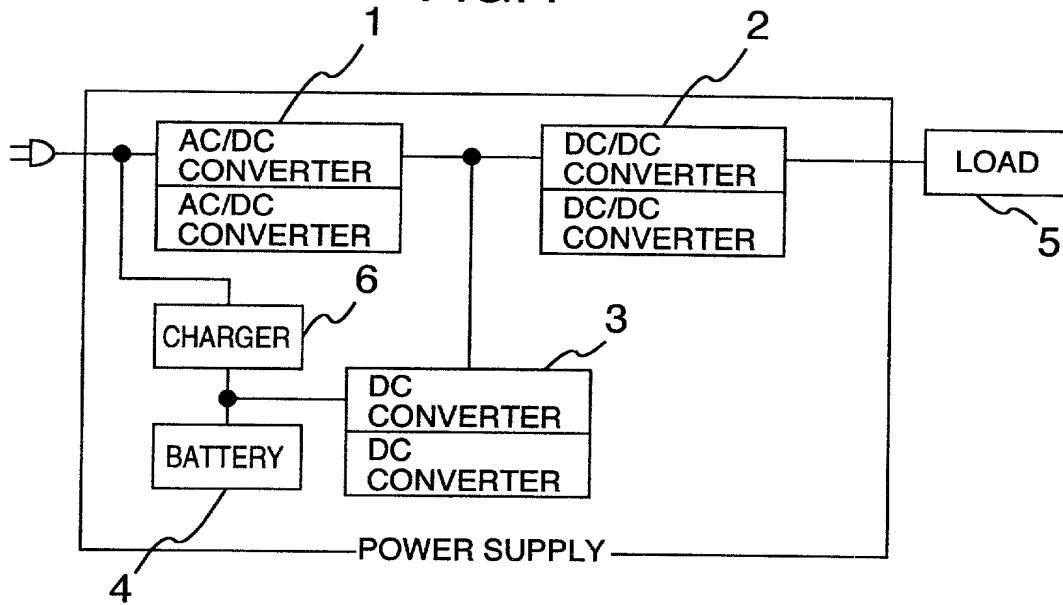 1
2
AC/DC
CONVERTER
AC/DC
CONVERTER
DC/DC
CONVERTER
DC/DC
CONVERTER
LOAD
5
6
CHARGER
3
DC
CONVERTER
DC
CONVERTER
BATTERY
POWER SUPPLY
4